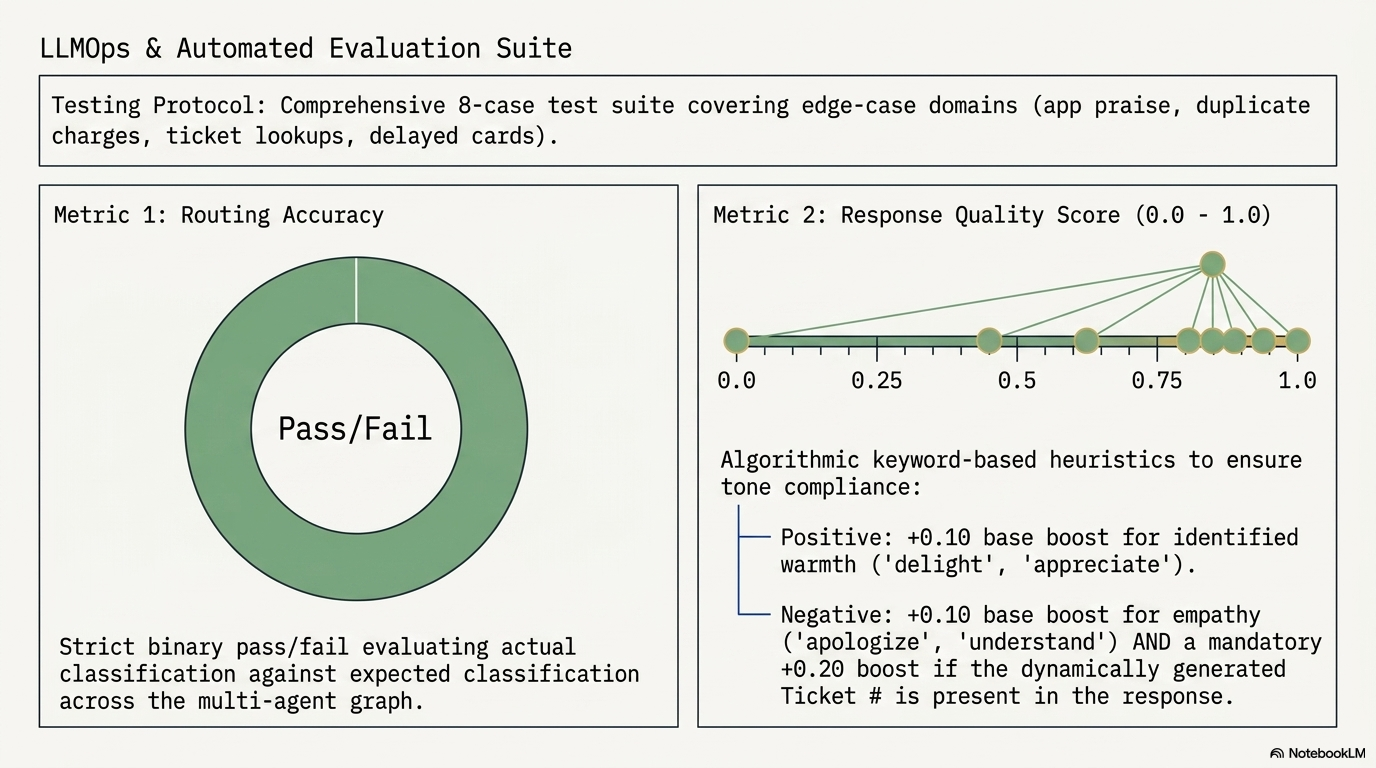 LLMOps & Automated Evaluation Suite
Testing Protocol: Comprehensive 8-case test suite covering edge-case domains (app praise, duplicate
charges, ticket lookups, delayed cards).
Metric 1: Routing Accuracy
Pass/Fail
Strict binary pass/fail evaluating actual
classification against expected classification
across the multi-agent graph.
Metric 2: Response Quality Score (0.0 - 1.0)
0.0 0.25 0.5 0.75 1.0
Algorithmic keyword-based heuristics to ensure
tone compliance:
Positive: +0.10 base boost for identified
warmth ('delight', 'appreciate').
Negative: +0.10 base boost for empathy
('apologize', 'understand') AND a mandatory
+0.20 boost if the dynamically generated
Ticket # is present in the response.
NotebookLM